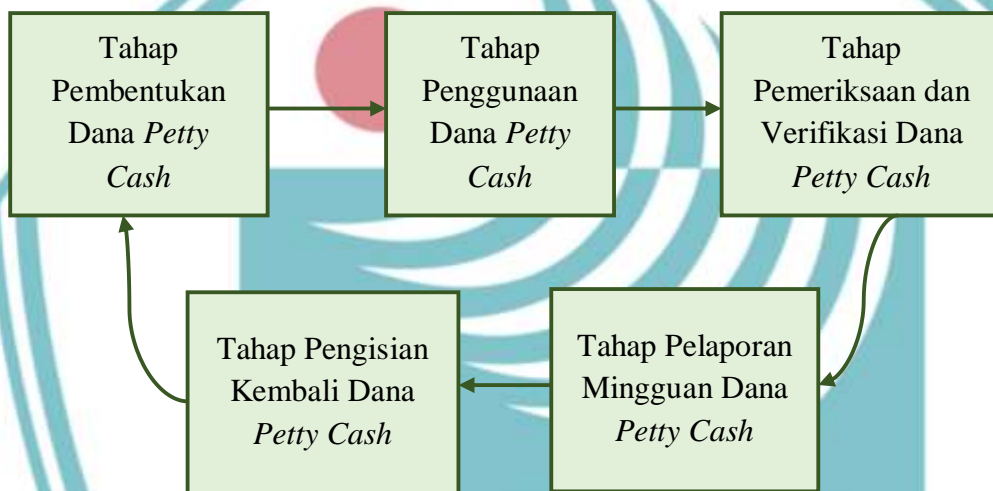 Tahap
Pembentukan
Dana Petty
Cash
Tahap
Penggunaan
Dana Petty
Cash
Tahap
Pemeriksaan dan
Verifikasi Dana
Petty Cash
Tahap Pengisian
Kembali Dana
Petty Cash
Tahap Pelaporan
Mingguan Dana
Petty Cash